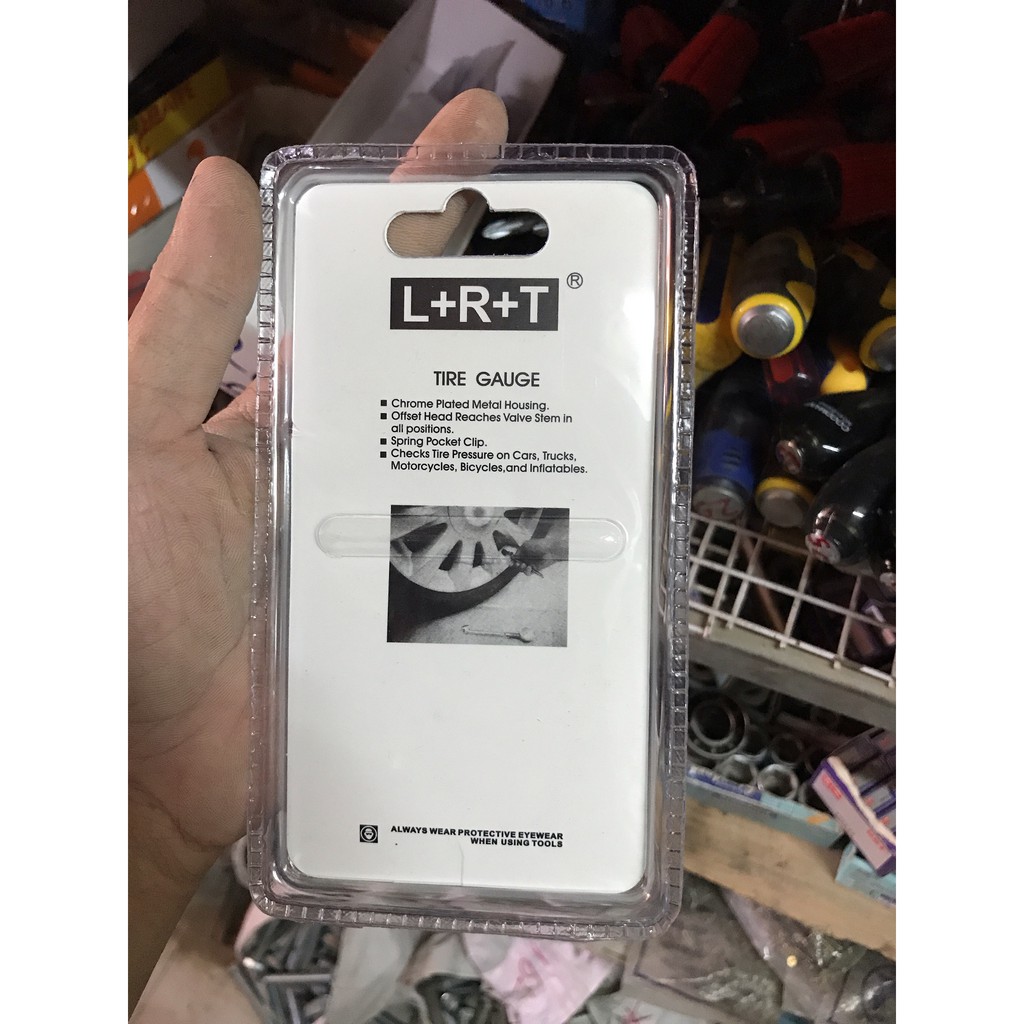 L+R+T ®
TIRE GAUGE
■ Chrome Plated Metal Housing.
■ Offset Head Reaches Valve Stem in
all positions.
■ Spring Pocket Clip.
■ Checks Tire Pressure on Cars, Trucks,
Motorcycles, Bicycles,and Inflatables.
ALWAYS WEAR PROTECTIVE EYEWEAR
WHEN USING TOOLS